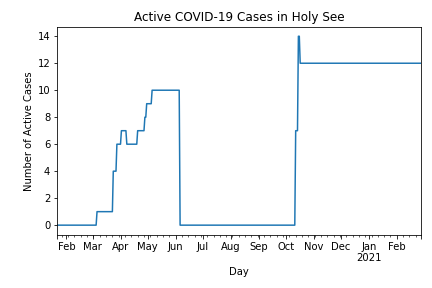 Active COVID-19 Cases in Holy See
Number of Active Cases
14
12
10
8
6
4
2
0
Feb Mar Apr May Jun Jul Aug Sep Oct Nov Dec Jan Feb
2021
Day